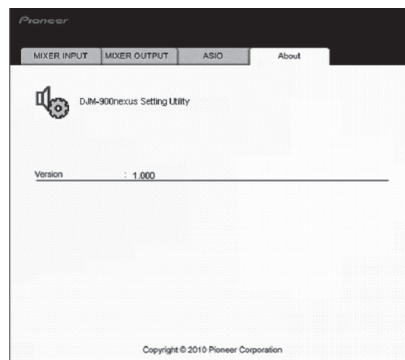 Pioneer
MIXER INPUT MIXER OUTPUT ASIO About
DJM-900nexus Setting Utility
Version : 1.000
Copyright © 2010 Pioneer Corporation